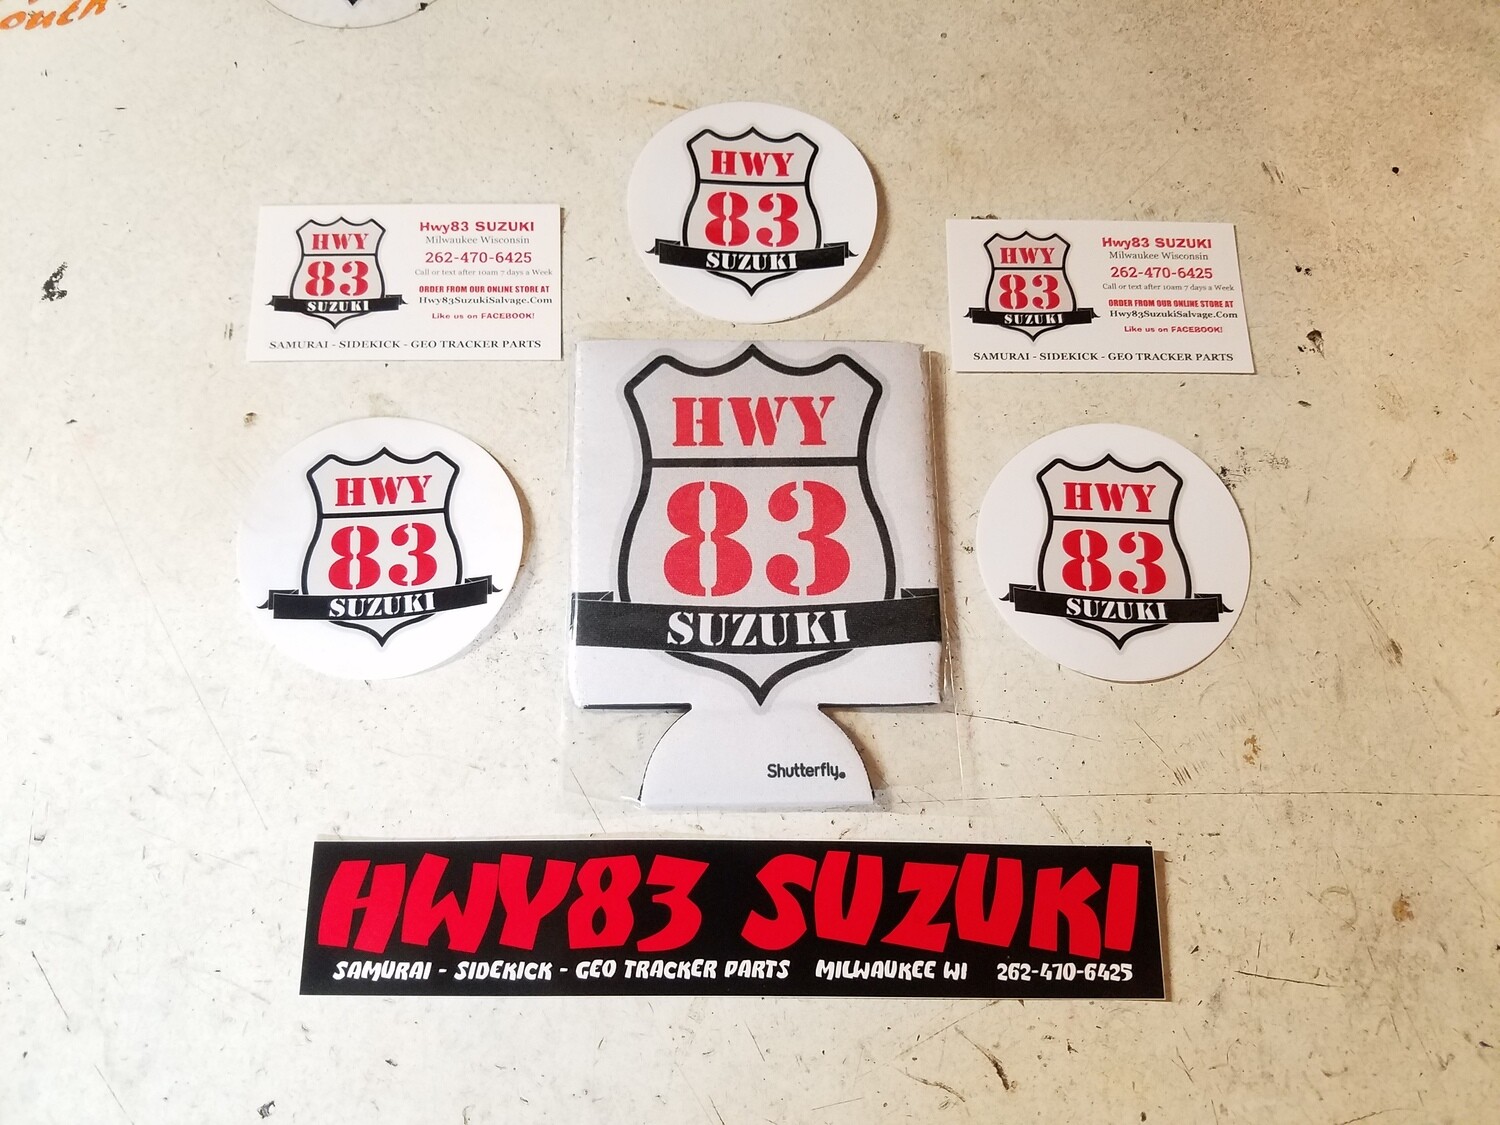 outh
HWY
83
SUZUKI
HWY
83
SUZUKI
Hwy83 SUZUKI
Milwaukee Wisconsin
262-470-6425
Call or text after 10am 7 days a Week
ORDER FROM OUR ONLINE STORE AT
Hwy83SuzukiSalvage.Com
Like us on FACEBOOK!
SAMURAI - SIDEKICK - GEO TRACKER PARTS
HWY
83
SUZUKI
Hwy83 SUZUKI
Milwaukee Wisconsin
262-470-6425
Call or text after 10am 7 days a Week
ORDER FROM OUR ONLINE STORE AT
Hwy83SuzukiSalvage.Com
Like us on FACEBOOK!
SAMURAI - SIDEKICK - GEO TRACKER PARTS
HWY
83
SUZUKI
HWY
83
SUZUKI
Shutterfly
HWY
83
SUZUKI
HWY83 SUZUKI
SAMURAI - SIDEKICK - GEO TRACKER PARTS MILWAUKEE WI 262-470-6425